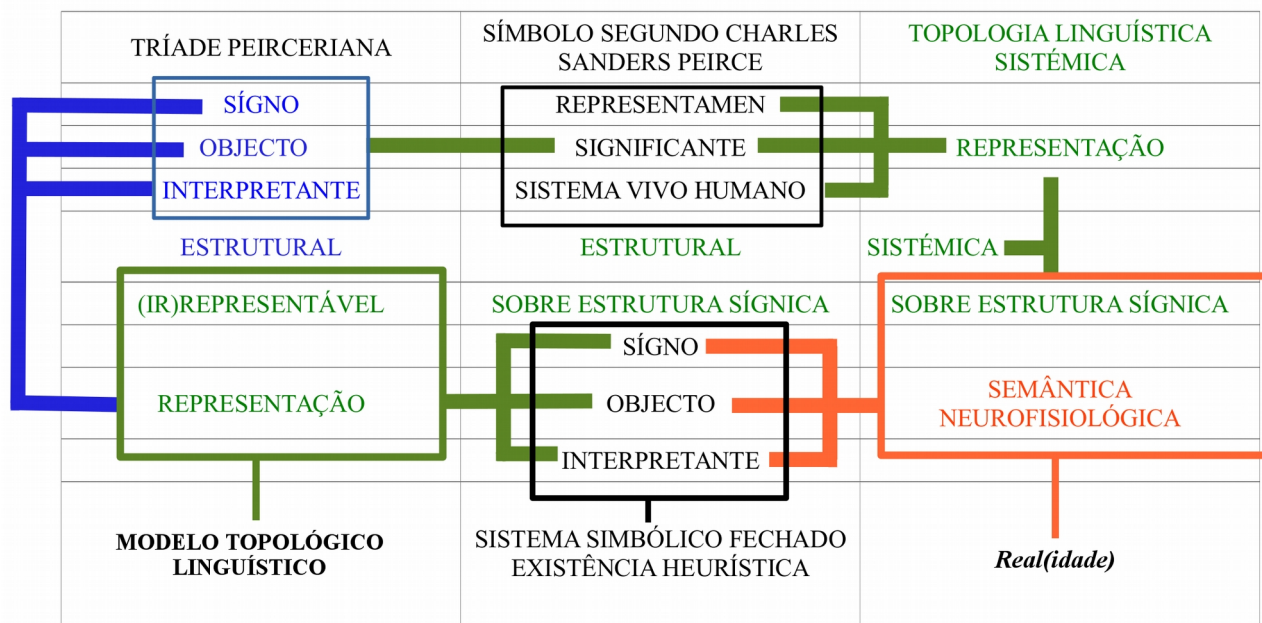 TRÍADE PEIRCERIANA
SÍMBOLO SEGUNDO CHARLES
SANDERS PEIRCE
TOPOLOGIA LINGUÍSTICA
SISTÉMICA
SÍGNO
REPRESENTAMEN
OBJECTO
SIGNIFICANTE
REPRESENTAÇÃO
INTERPRETANTE
SISTEMA VIVO HUMANO
ESTRUTURAL
ESTRUTURAL
SISTÉMICA
(IR)REPRESENTÁVEL
SOBRE ESTRUTURA SÍGNICA
SOBRE ESTRUTURA SÍGNICA
SÍGNO
REPRESENTAÇÃO
OBJECTO
SEMÂNTICA
NEUROFISIOLÓGICA
INTERPRETANTE
MODELO TOPOLÓGICO
LINGUÍSTICO
SISTEMA SIMBÓLICO FECHADO
EXISTÊNCIA HEURÍSTICA
Real(idade)